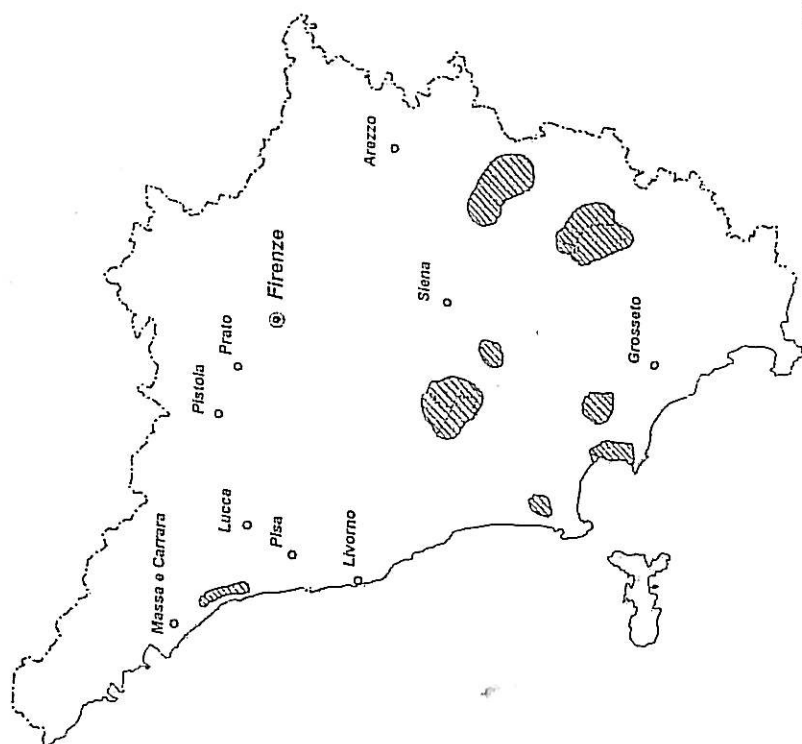 Massa e Carrara
Lucca
Pisa
Livorno
Pistoia
Prato
Firenze
Arezzo
Siena
Grosseto